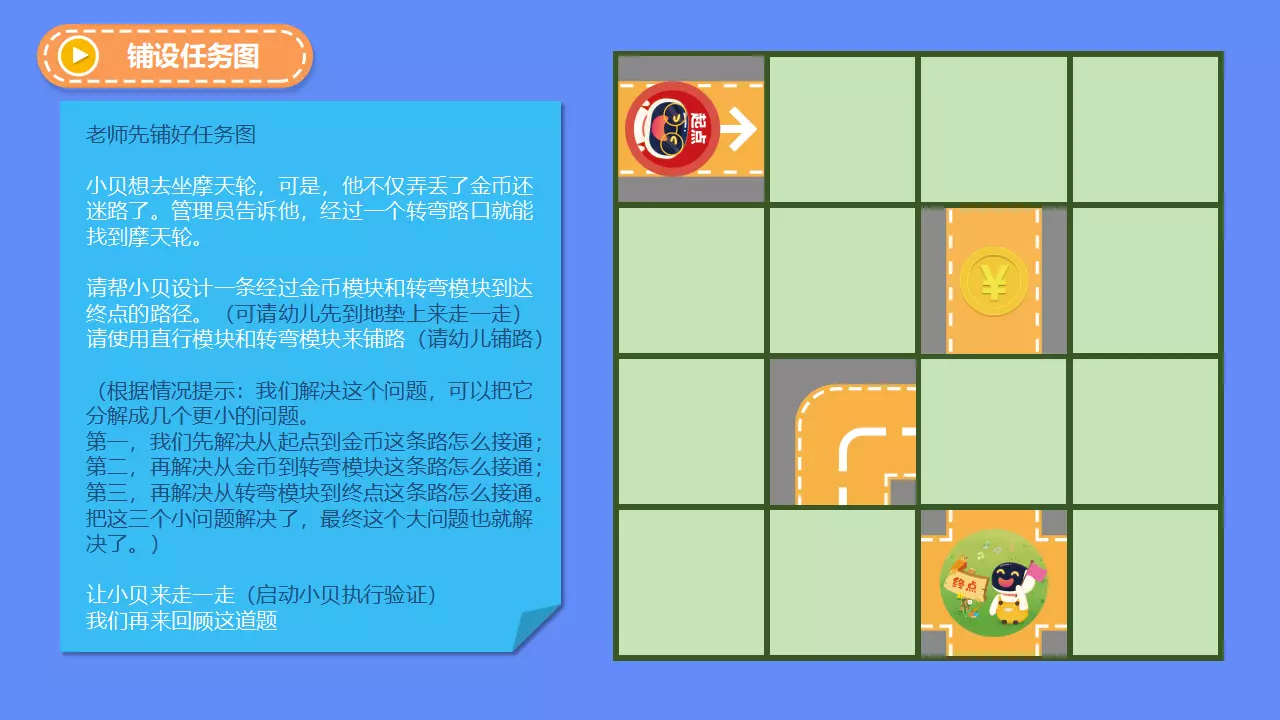 铺设任务图
老师先铺好任务图
小贝想去坐摩天轮，可是，他不仅弄丢了金币还
迷路了。管理员告诉他，经过一个转弯路口就能
找到摩天轮。
请帮小贝设计一条经过金币模块和转弯模块到达
终点的路径。（可请幼儿先到地垫上来走一走）
请使用直行模块和转弯模块来铺路（请幼儿铺路）
（根据情况提示：我们解决这个问题，可以把它
分解成几个更小的问题。
第一，我们先解决从起点到金币这条路怎么接通；
第二，再解决从金币到转弯模块这条路怎么接通；
第三，再解决从转弯模块到终点这条路怎么接通。
把这三个小问题解决了，最终这个大问题也就解
决了。）
让小贝来走一走（启动小贝执行验证）
我们再来回顾这道题
起点
¥
终点